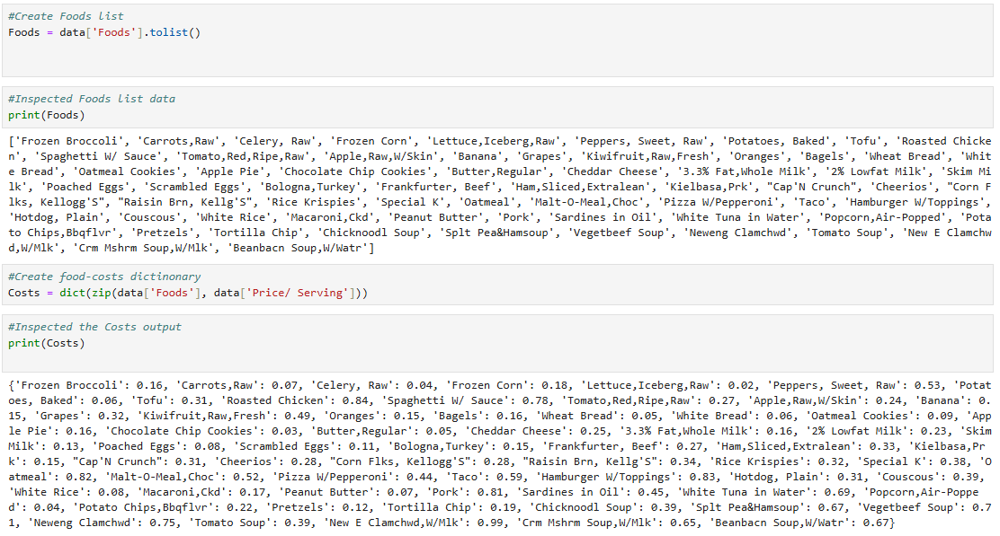 #Create Foods list
Foods = data['Foods'].tolist()
#Inspected Foods list data
print(Foods)
['Frozen Broccoli', 'Carrots,Raw', 'Celery, Raw', 'Frozen Corn', 'Lettuce,Iceberg,Raw', 'Peppers, Sweet, Raw', 'Potatoes, Baked', 'Tofu', 'Roasted Chicke
n', 'Spaghetti W/ Sauce', 'Tomato,Red,Ripe,Raw', 'Apple,Raw,W/Skin', 'Banana', 'Grapes', 'Kiwifruit,Raw,Fresh', 'Oranges', 'Bagels', 'Wheat Bread', 'Whit
e Bread', 'Oatmeal Cookies', 'Apple Pie', 'Chocolate Chip Cookies', 'Butter,Regular', 'Cheddar Cheese', '3.3% Fat,Whole Milk', '2% Lowfat Milk', 'Skim Mi
lk', 'Poached Eggs', 'Scrambled Eggs', 'Bologna,Turkey', 'Frankfurter, Beef', 'Ham,Sliced,Extralean', 'Kielbasa,Prk', "Cap'N Crunch", 'Cheerios', "Corn F
lks, Kellogg'S", "Raisin Brn, Kellg'S", 'Rice Krispies', 'Special K', 'Oatmeal', 'Malt-O-Meal,Choc', 'Pizza W/Pepperoni', 'Taco', 'Hamburger W/Toppings',
'Hotdog, Plain', 'Couscous', 'White Rice', 'Macaroni,Ckd', 'Peanut Butter', 'Pork', 'Sardines in Oil', 'White Tuna in Water', 'Popcorn,Air-Popped', 'Pota
to Chips,Bbqflvr', 'Pretzels', 'Tortilla Chip', 'Chicknoodl Soup', 'Splt Pea&Hamsoup', 'Vegetbeef Soup', 'Neweng Clamchwd', 'Tomato Soup', 'New E Clamchw
d,W/Mlk', 'Crm Mshrm Soup,W/Mlk', 'Beanbacn Soup,W/Watr']
#Create food-costs dictinonary
Costs = dict(zip(data['Foods'], data['Price/ Serving']))
#Inspected the Costs output
print(Costs)
{'Frozen Broccoli': 0.16, 'Carrots,Raw': 0.07, 'Celery, Raw': 0.04, 'Frozen Corn': 0.18, 'Lettuce,Iceberg,Raw': 0.02, 'Peppers, Sweet, Raw': 0.53, 'Potat
oes, Baked': 0.06, 'Tofu': 0.31, 'Roasted Chicken': 0.84, 'Spaghetti W/ Sauce': 0.78, 'Tomato,Red,Ripe,Raw': 0.27, 'Apple,Raw,W/Skin': 0.24, 'Banana': 0.
15, 'Grapes': 0.32, 'Kiwifruit,Raw,Fresh': 0.49, 'Oranges': 0.15, 'Bagels': 0.16, 'Wheat Bread': 0.05, 'White Bread': 0.06, 'Oatmeal Cookies': 0.09, 'App
le Pie': 0.16, 'Chocolate Chip Cookies': 0.03, 'Butter,Regular': 0.05, 'Cheddar Cheese': 0.25, '3.3% Fat,Whole Milk': 0.16, '2% Lowfat Milk': 0.23, 'Skim
Milk': 0.13, 'Poached Eggs': 0.08, 'Scrambled Eggs': 0.11, 'Bologna,Turkey': 0.15, 'Frankfurter, Beef': 0.27, 'Ham,Sliced,Extralean': 0.33, 'Kielbasa,Pr
k': 0.15, "Cap'N Crunch": 0.31, 'Cheerios': 0.28, "Corn Flks, Kellogg'S": 0.28, "Raisin Brn, Kellg'S": 0.34, 'Rice Krispies': 0.32, 'Special K': 0.38, 'O
atmeal': 0.82, 'Malt-O-Meal,Choc': 0.52, 'Pizza W/Pepperoni': 0.44, 'Taco': 0.59, 'Hamburger W/Toppings': 0.83, 'Hotdog, Plain': 0.31, 'Couscous': 0.39,
'White Rice': 0.08, 'Macaroni,Ckd': 0.17, 'Peanut Butter': 0.07, 'Pork': 0.81, 'Sardines in Oil': 0.45, 'White Tuna in Water': 0.69, 'Popcorn,Air-Poppe
d': 0.04, 'Potato Chips,Bbqflvr': 0.22, 'Pretzels': 0.12, 'Tortilla Chip': 0.19, 'Chicknoodl Soup': 0.39, 'Splt Pea&Hamsoup': 0.67, 'Vegetbeef Soup': 0.7
1, 'Neweng Clamchwd': 0.75, 'Tomato Soup': 0.39, 'New E Clamchwd,W/Mlk': 0.99, 'Crm Mshrm Soup,W/Mlk': 0.65, 'Beanbacn Soup,W/Watr': 0.67}